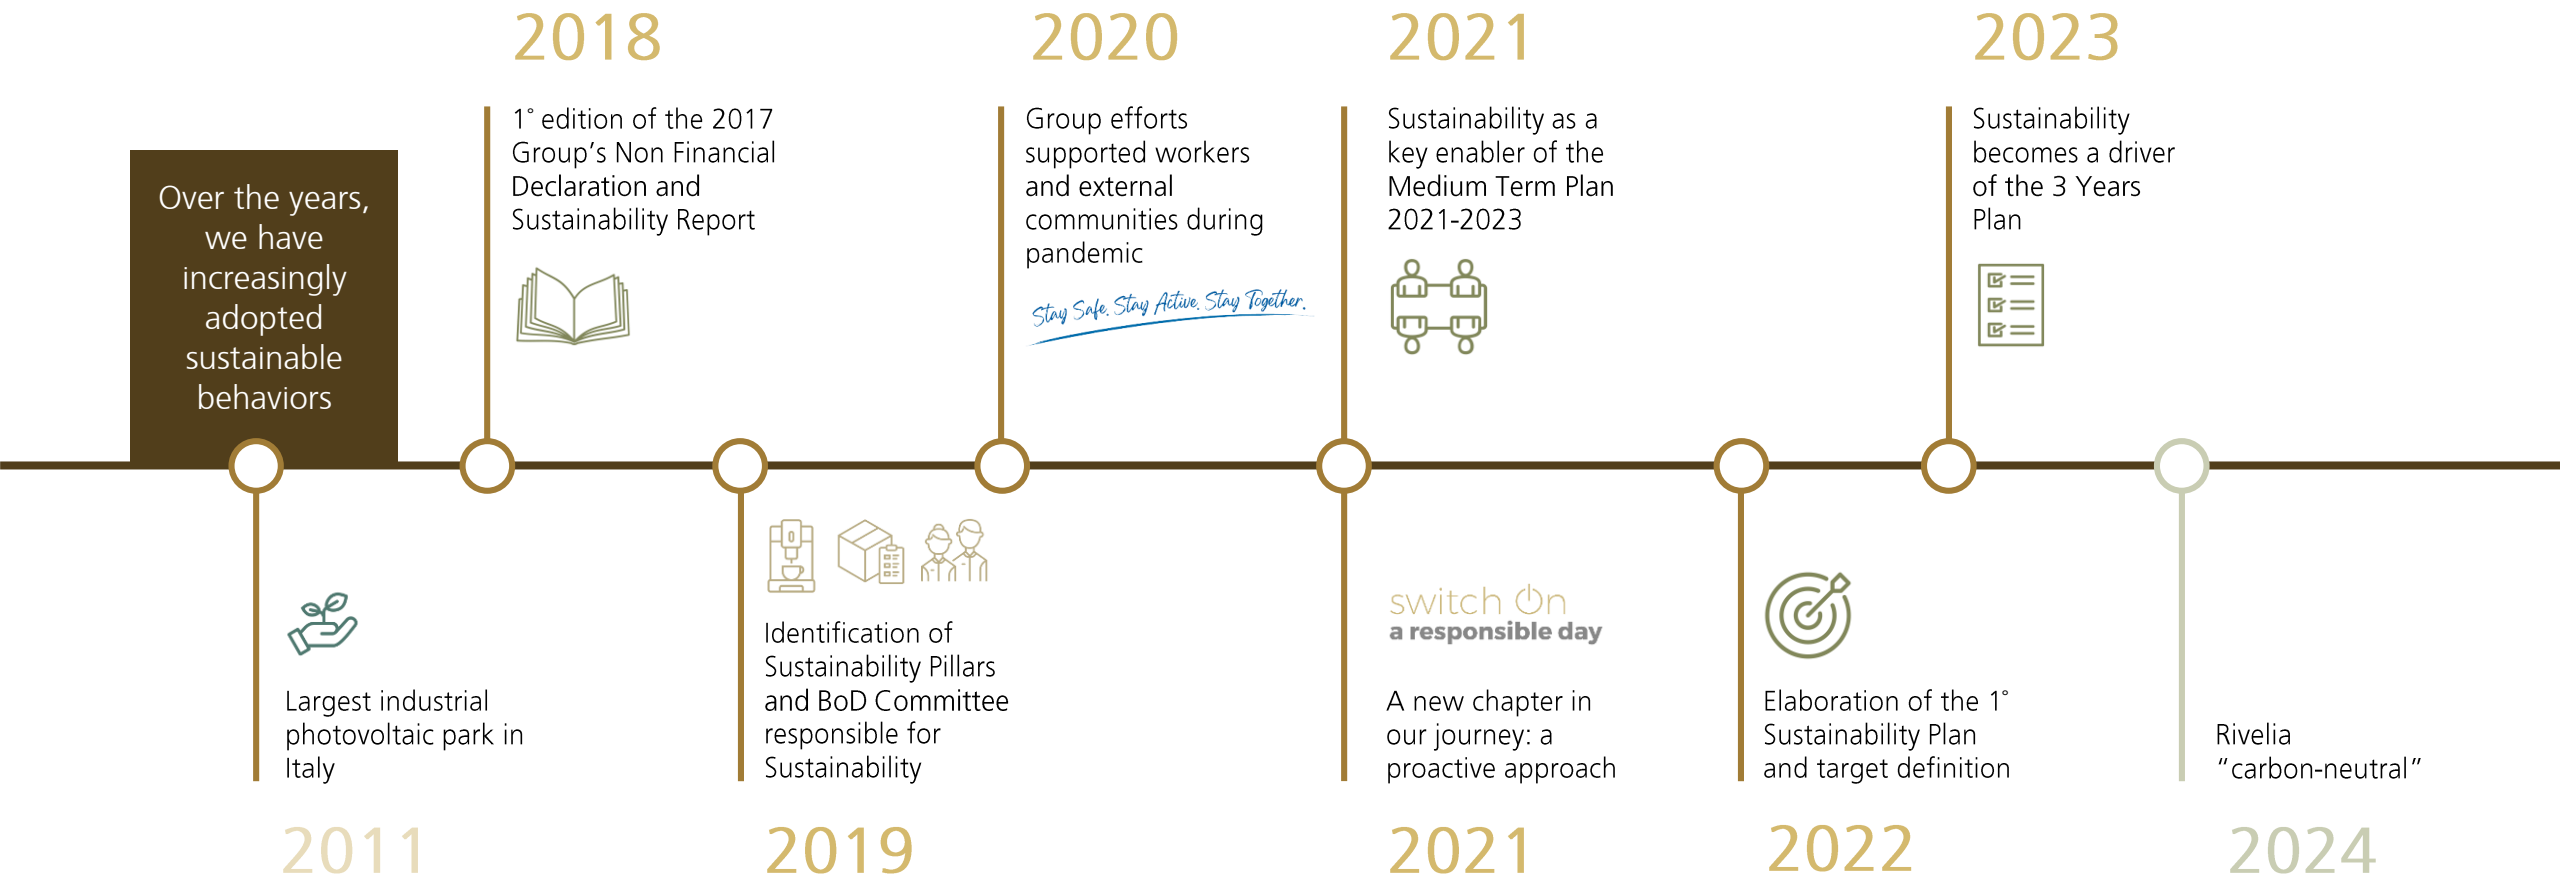 Over the years,
we have
increasingly
adopted
sustainable
behaviors
Largest industrial
photovoltaic park in
Italy
2011
2018
1° edition of the 2017
Group’s Non Financial
Declaration and
Sustainability Report
Identification of
Sustainability Pillars
and BoD Committee
responsible for
Sustainability
2019
2020
Group efforts
supported workers
and external
communities during
pandemic
Stay Safe. Stay Active. Stay Together.
2021
Sustainability as a
key enabler of the
Medium Term Plan
2021-2023
switch On
a responsible day
A new chapter in
our journey: a
proactive approach
2021
Elaboration of the 1°
Sustainability Plan
and target definition
2022
2023
Sustainability
becomes a driver
of the 3 Years
Plan
Rivelia
“carbon-neutral”
2024